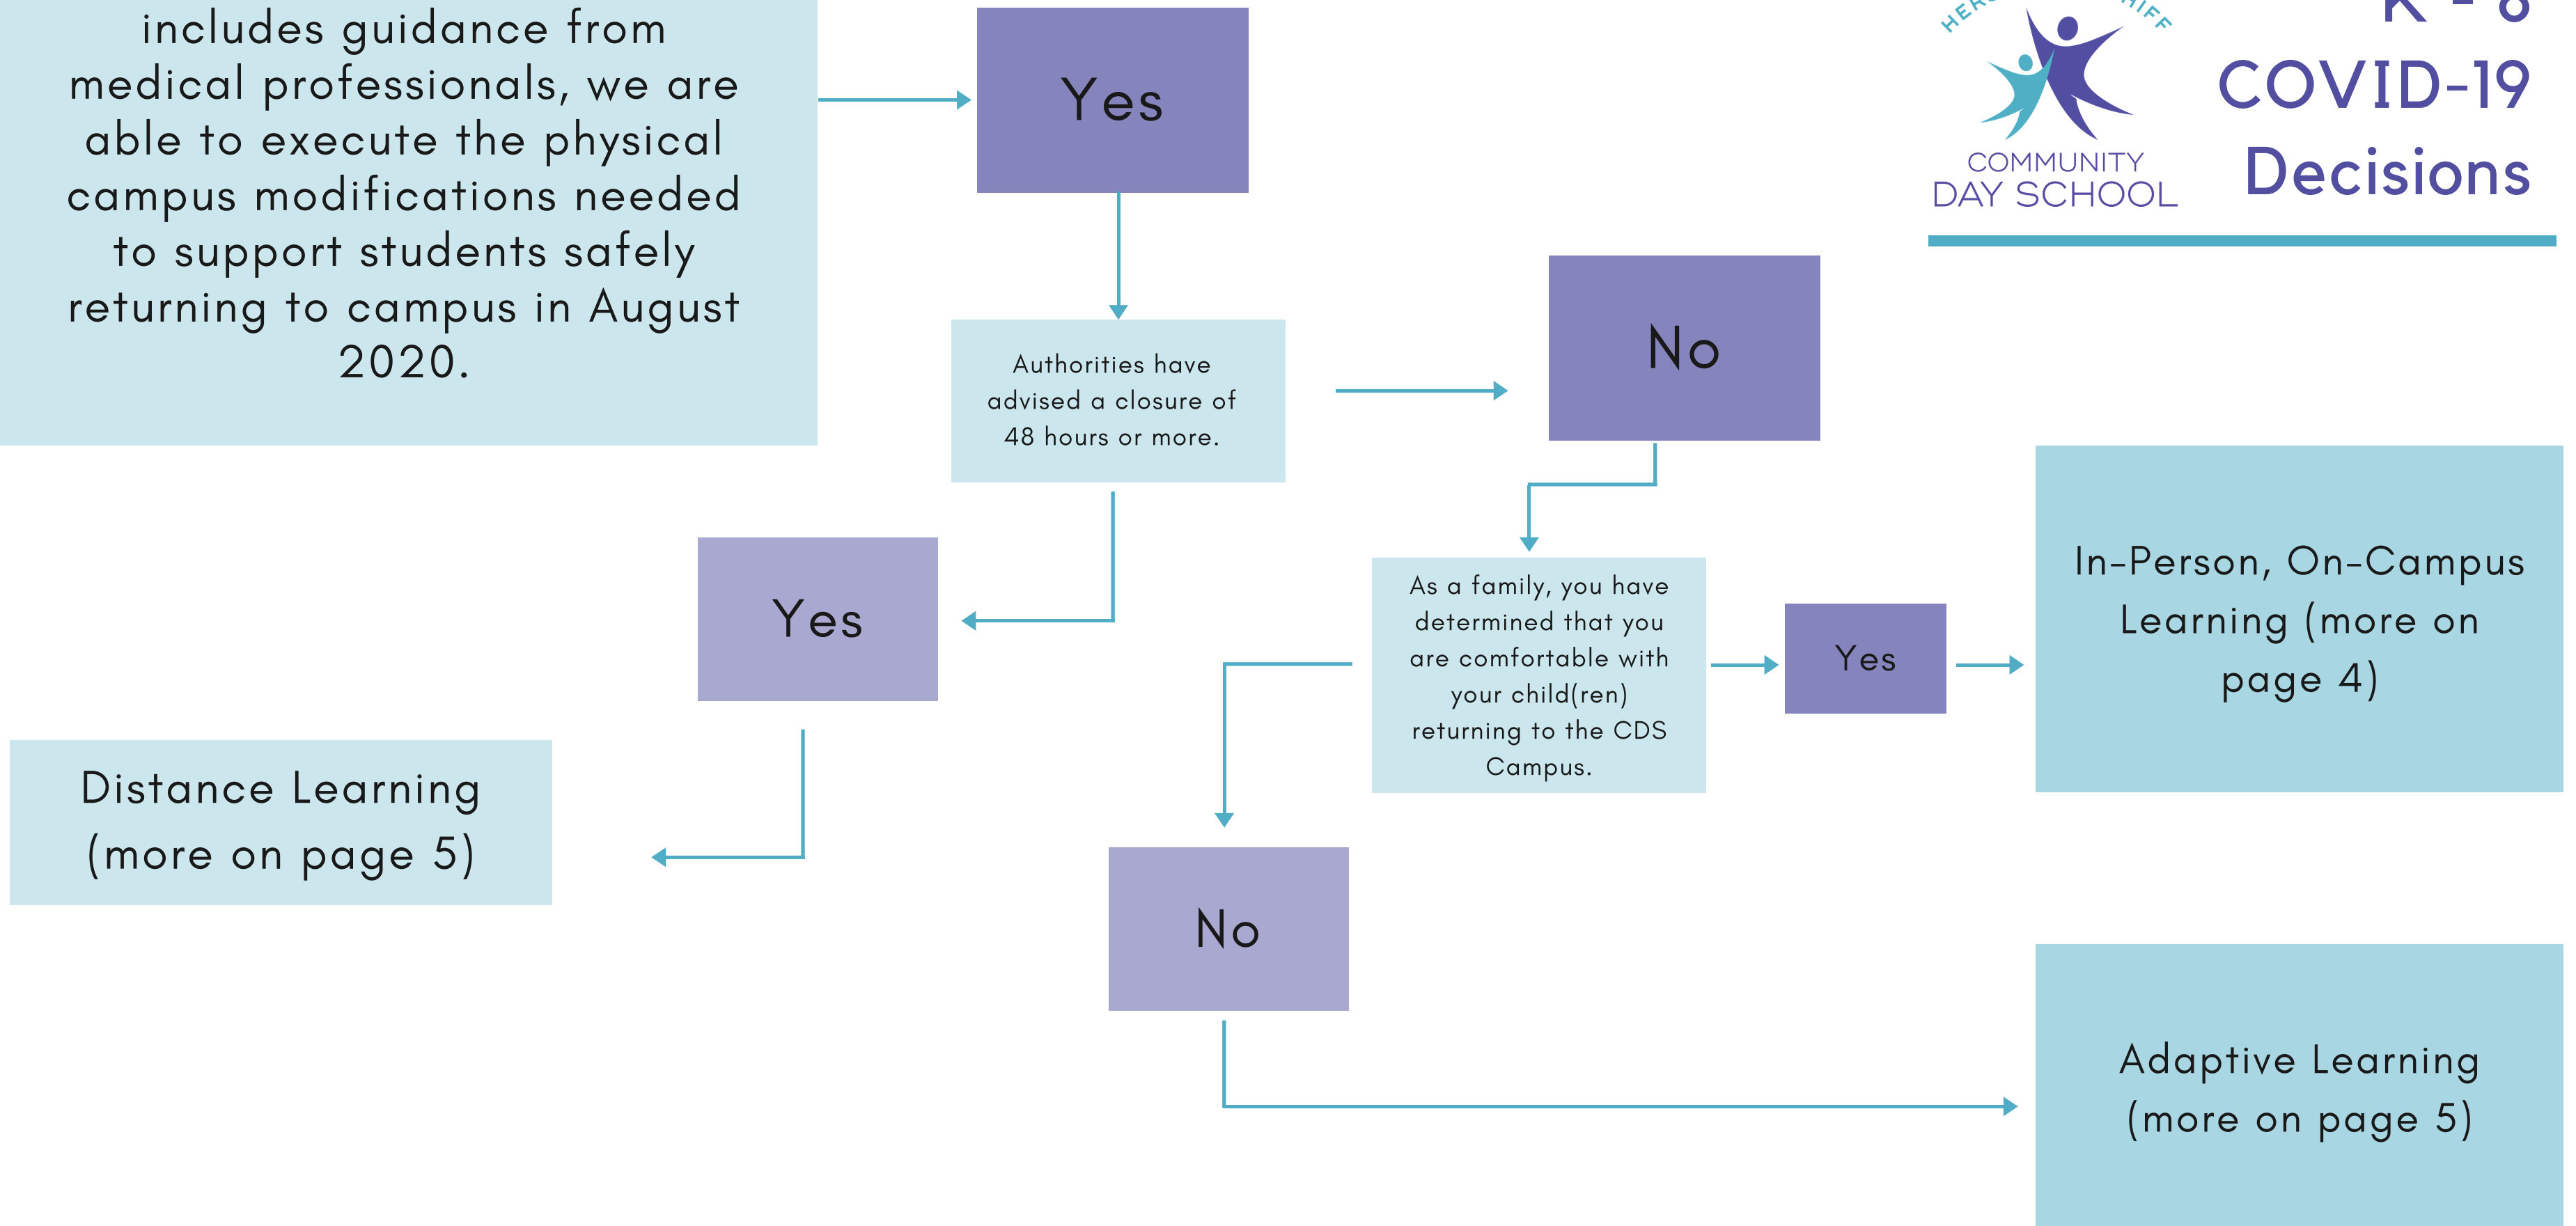 includes guidance from
medical professionals, we are
able to execute the physical
campus modifications needed
to support students safely
returning to campus in August
2020.
Yes
COMMUNITY
DAY SCHOOL
K - 8
COVID-19
Decisions
Authorities have
advised a closure of
48 hours or more.
No
Yes
As a family, you have
determined that you
are comfortable with
your child(ren)
returning to the CDS
Campus.
Yes
In-Person, On-Campus
Learning (more on
page 4)
Distance Learning
(more on page 5)
No
Adaptive Learning
(more on page 5)